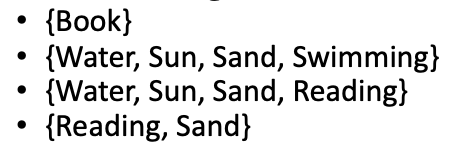 • {Book}
• {Water, Sun, Sand, Swimming}
• {Water, Sun, Sand, Reading}
• {Reading, Sand}